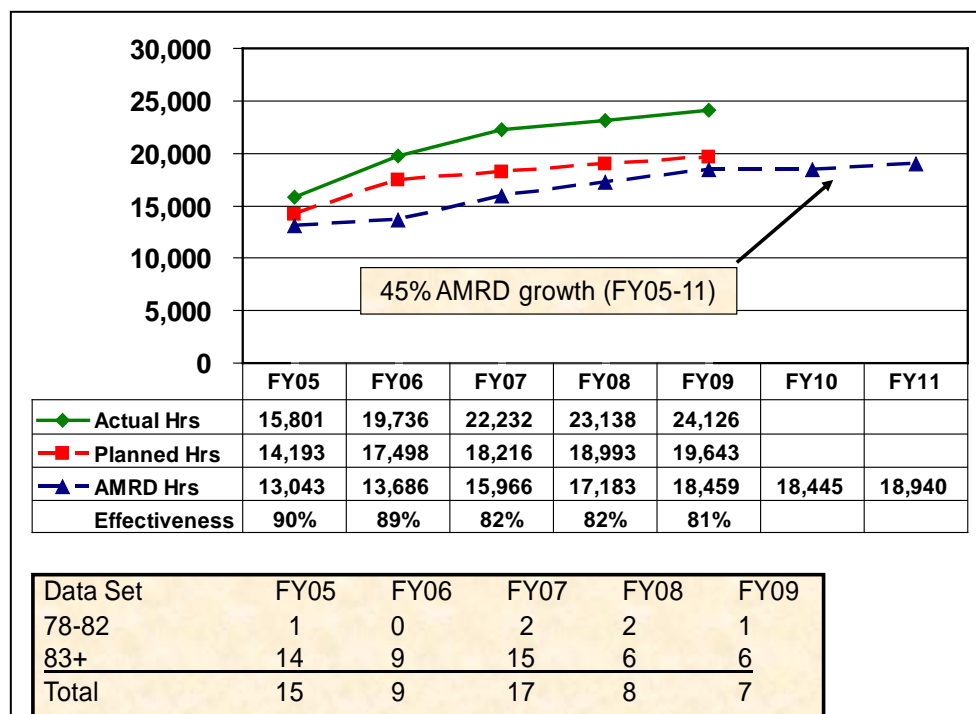 30,000
25,000
20,000
15,000
10,000
5,000
0
45% AMRD growth (FY05-11)
FY05 FY06 FY07 FY08 FY09 FY10 FY11
Actual Hrs 15,801 19,736 22,232 23,138 24,126
Planned Hrs 14,193 17,498 18,216 18,993 19,643
AMRD Hrs 13,043 13,686 15,966 17,183 18,459 18,445 18,940
Effectiveness 90% 89% 82% 82% 81%
Data Set FY05 FY06 FY07 FY08 FY09
78-82 1 0 2 2 1
83+ 14 9 15 6 6
Total 15 9 17 8 7